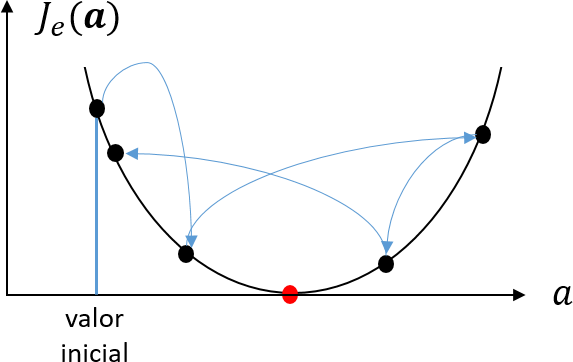 Jₑ(𝒂)
a
valor
inicial